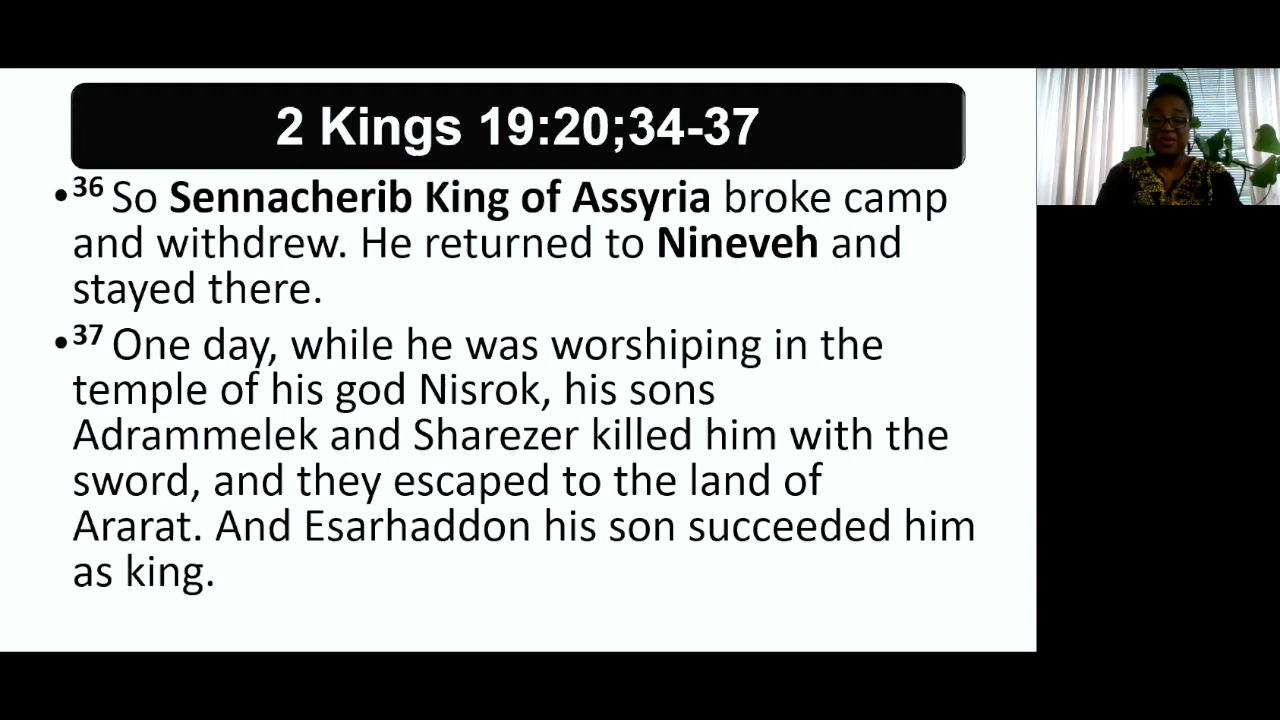 2 Kings 19:20;34-37
•36 So Sennacherib King of Assyria broke camp
and withdrew. He returned to Nineveh and
stayed there.
•37 One day, while he was worshiping in the
temple of his god Nisrok, his sons
Adrammelek and Sharezer killed him with the
sword, and they escaped to the land of
Ararat. And Esarhaddon his son succeeded him
as king.